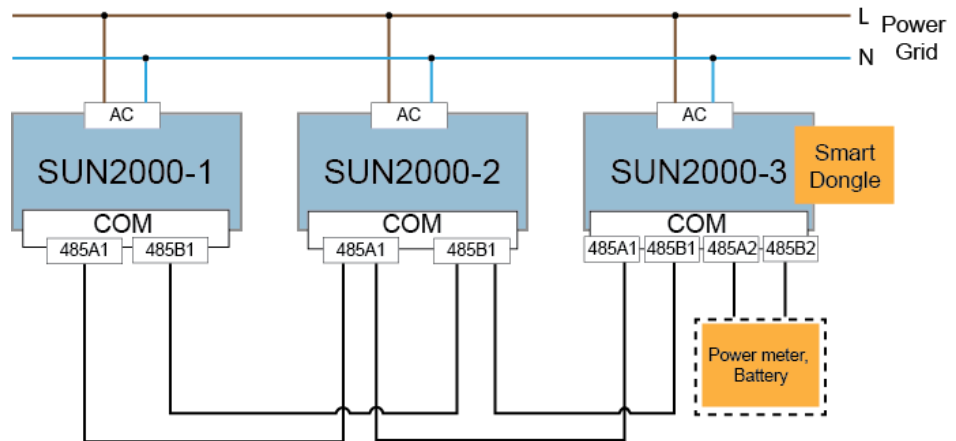 L
Power
Grid
N
AC
AC
AC
SUN2000-1
SUN2000-2
SUN2000-3
Smart
Dongle
COM
COM
COM
485A1
485B1
485A1
485B1
485A1
485B1
485A2
485B2
Power meter,
Battery